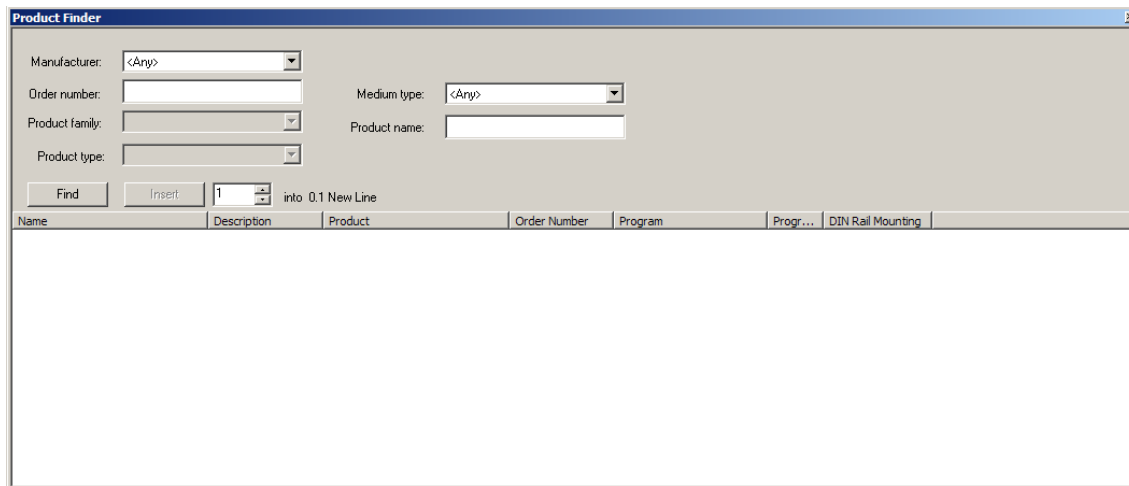 Product Finder
Manufacturer: <Any>
Order number: Medium type: <Any>
Product family: Product name:
Product type:
Find Insert 1 into 0.1 New Line
Name Description Product Order Number Program Progr... DIN Rail Mounting